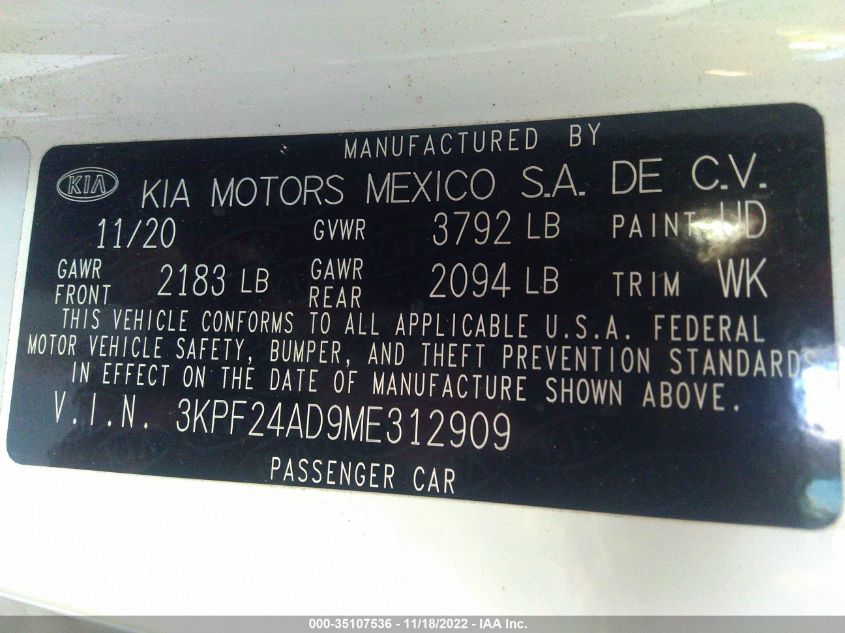 MANUFACTURED BY
KIA KIA MOTORS MEXICO S.A. DE C.V.
11/20 GVWR 3792 LB PAINT UD
GAWR FRONT 2183 LB GAWR REAR 2094 LB TRIM WK
THIS VEHICLE CONFORMS TO ALL APPLICABLE U.S.A. FEDERAL
MOTOR VEHICLE SAFETY, BUMPER, AND THEFT PREVENTION STANDARDS
IN EFFECT ON THE DATE OF MANUFACTURE SHOWN ABOVE.
V.I.N. 3KPF24AD9ME312909
PASSENGER CAR
000-35107536 - 11/18/2022 - IAA Inc.